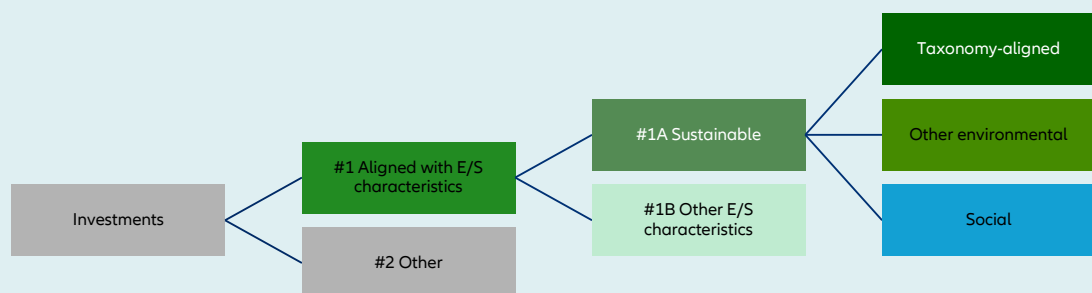 Investments
#1 Aligned with E/S
characteristics
#2 Other
#1A Sustainable
#1B Other E/S
characteristics
Taxonomy-aligned
Other environmental
Social